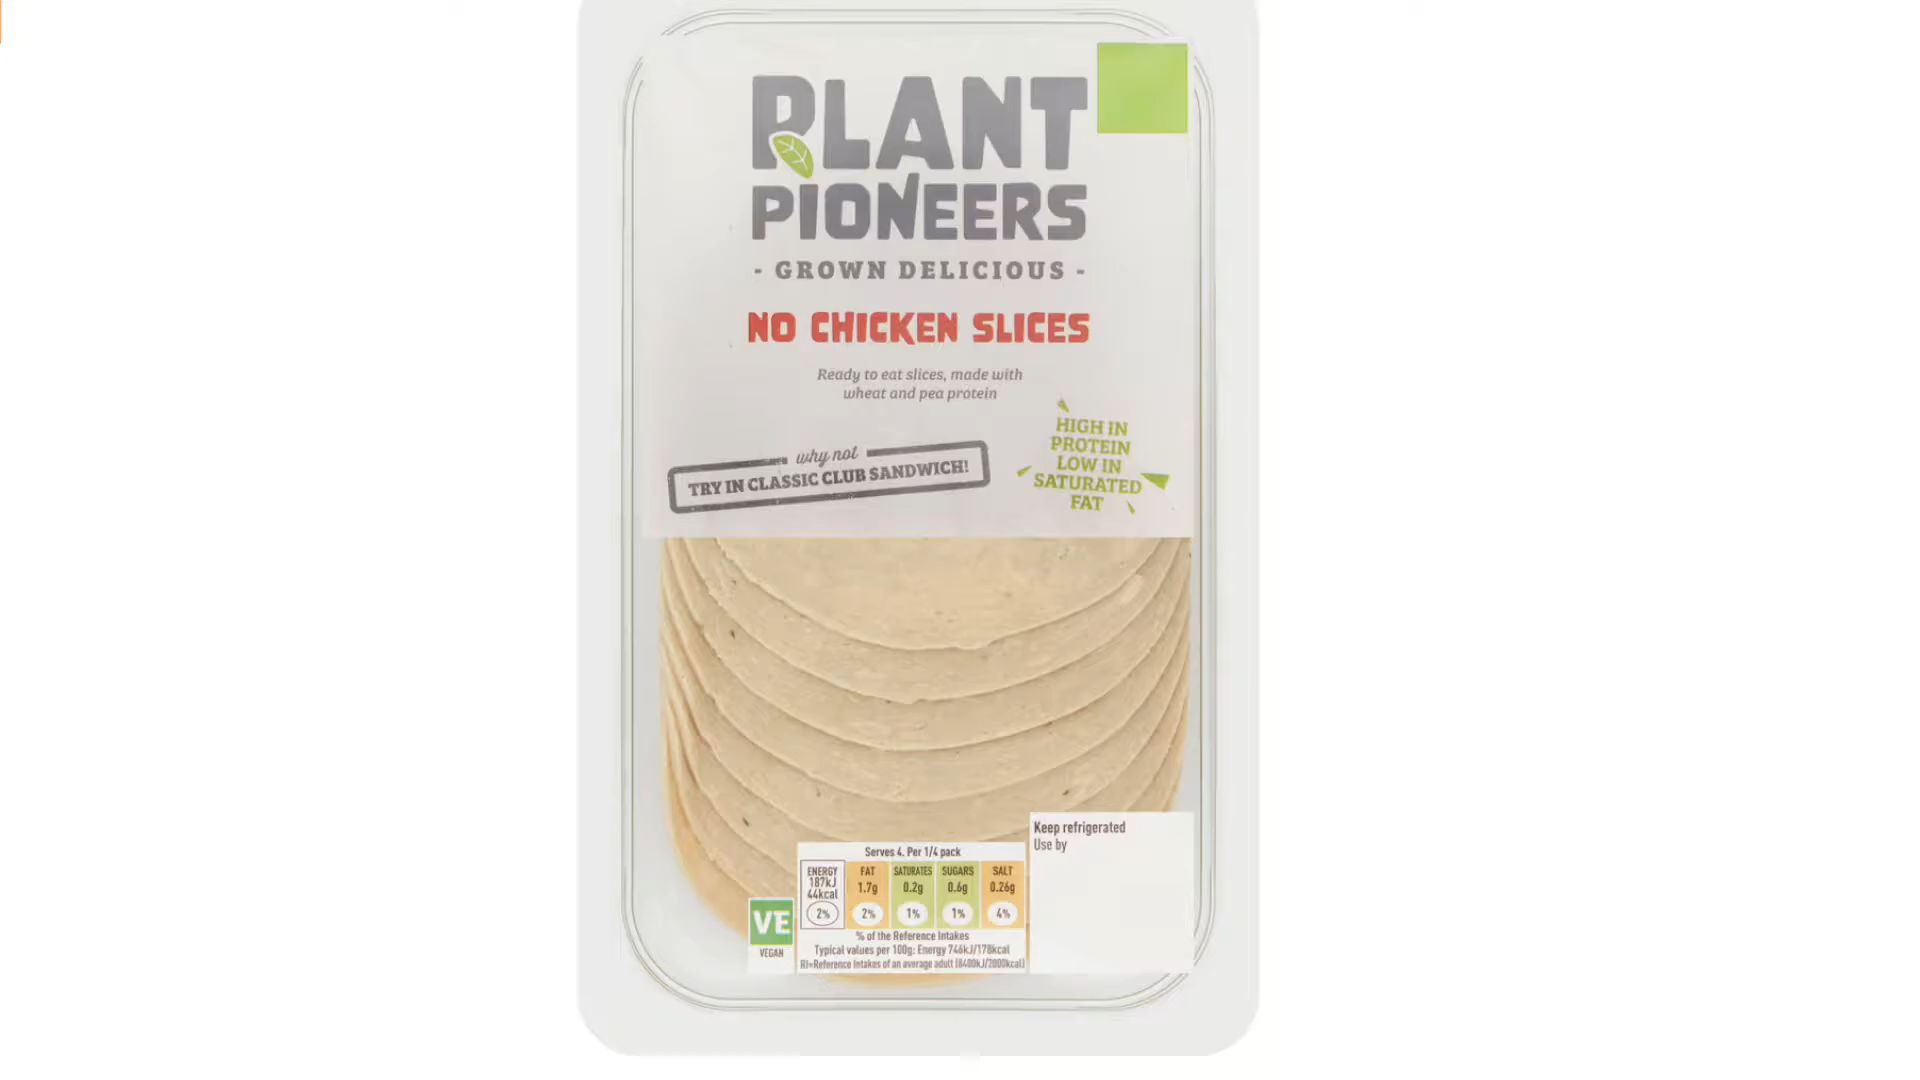 PLANT
PIONEERS
- GROWN DELICIOUS -
NO CHICKEN SLICES
Ready to eat slices, made with
wheat and pea protein
why not
TRY IN CLASSIC CLUB SANDWICH!
HIGH IN
PROTEIN
LOW IN
SATURATED
FAT
Keep refrigerated
Use by
Serves 4. Per 1/4 pack
ENERGY FAT SATURATES SUGARS SALT
187kJ 1.7g 0.2g 0.6g 0.26g
44kcal
2% 2% 1% 1% 4%
% of the Reference Intakes
Typical values per 100g: Energy 746kJ/178kcal
RI=Reference Intakes of an average adult (8400kJ/2000kcal)
VE
VEGAN